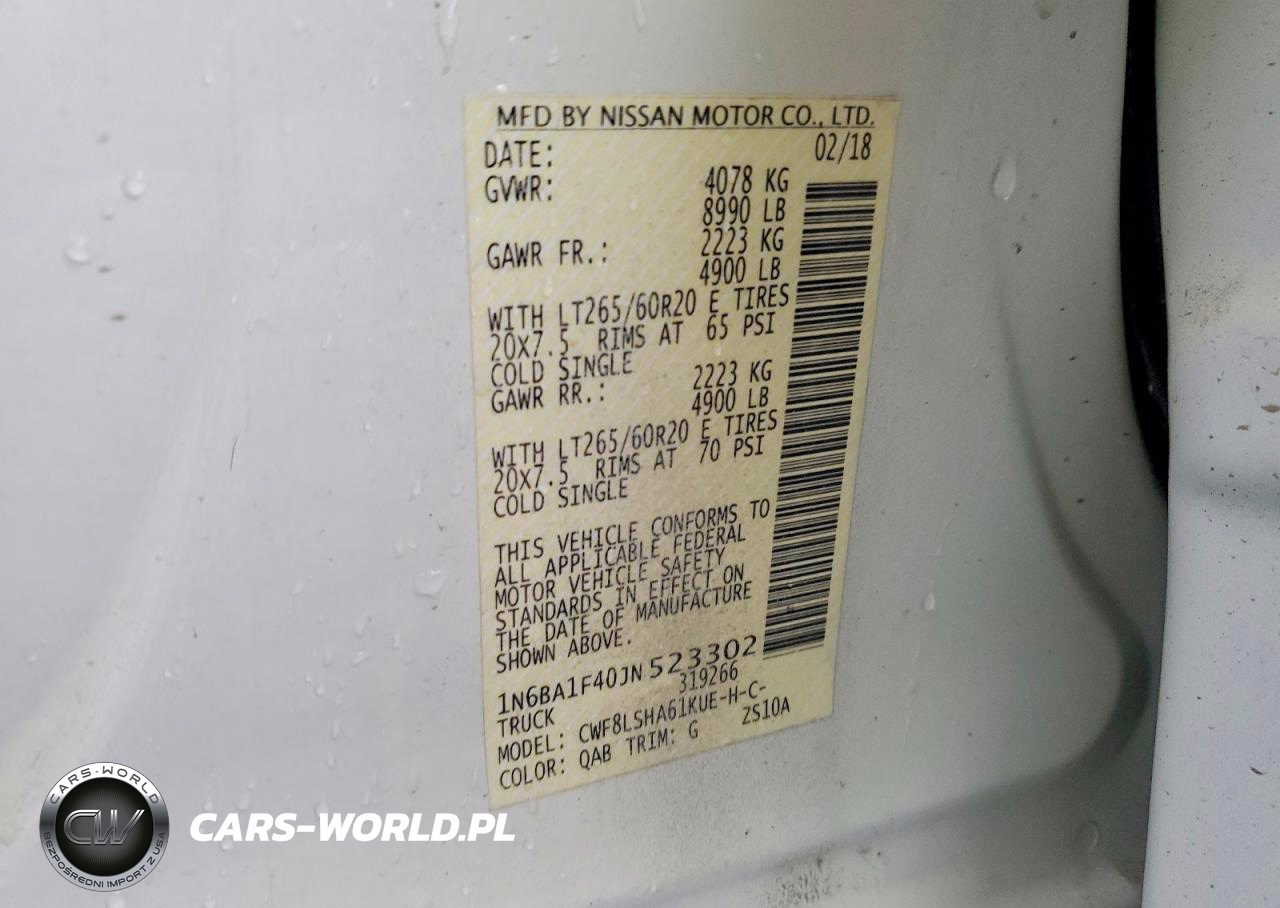 MFD BY NISSAN MOTOR CO., LTD.
DATE: 02/18
GVWR: 4078 KG
8990 LB
GAWR FR.: 2223 KG
4900 LB
WITH LT265/60R20 E TIRES
20X7.5 RIMS AT 65 PSI
COLD SINGLE
GAWR RR.: 2223 KG
4900 LB
WITH LT265/60R20 E TIRES
20X7.5 RIMS AT 70 PSI
COLD SINGLE
THIS VEHICLE CONFORMS TO
ALL APPLICABLE FEDERAL
MOTOR VEHICLE SAFETY
STANDARDS IN EFFECT ON
THE DATE OF MANUFACTURE
SHOWN ABOVE.
1N6BA1F40JN523302
TRUCK 319266
MODEL: CWF8LSHA61KUE-H-C-
COLOR: QAB TRIM: G ZS10A
CARS-WORLD
CW
BEZPOŚREDNI IMPORT Z USA
CARS-WORLD.PL